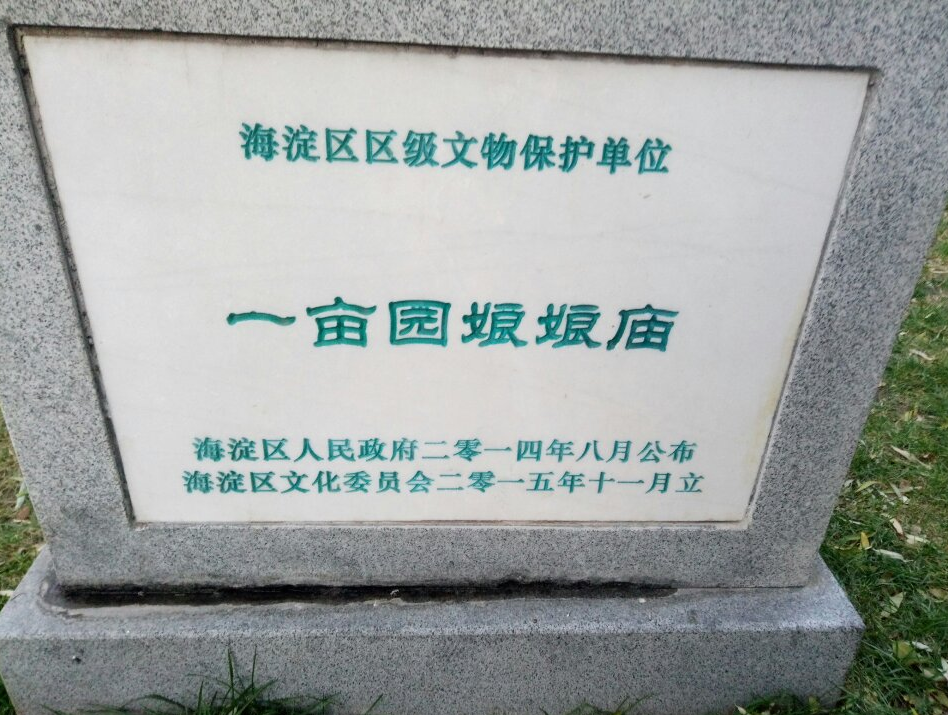 海淀区区级文物保护单位
一亩园娘娘庙
海淀区人民政府二零一四年八月公布
海淀区文化委员会二零一五年十一月立